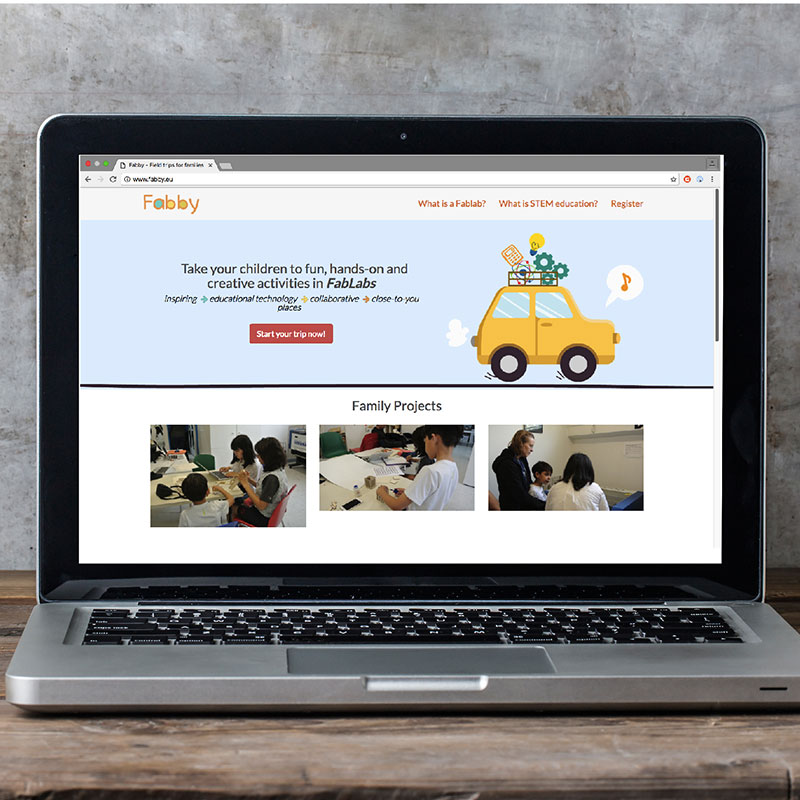 Fabby - Field trips for families
www.fabby.eu
Fabby
What is a Fablab? What is STEM education? Register
Take your children to fun, hands-on and
creative activities in FabLabs
inspiring educational technology collaborative close-to-you
places
Start your trip now!
Family Projects